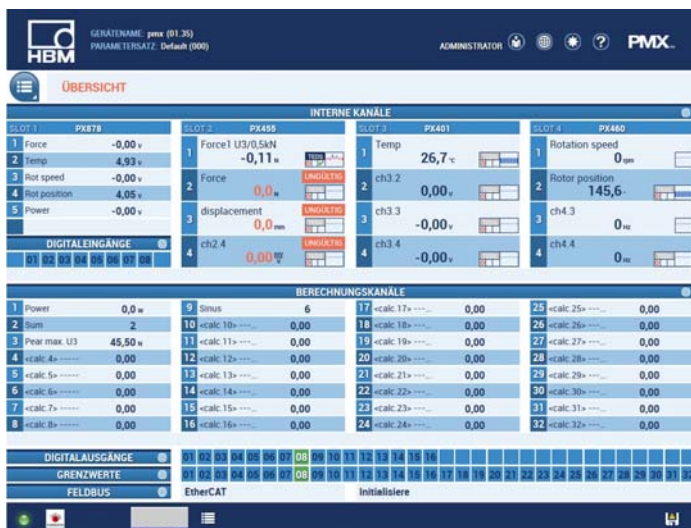 HBM
GERÄTENAME: pmx (01.35)
PARAMETERSATZ: Default (000)
ADMINISTRATOR
?
PMX
ÜBERSICHT
INTERNE KANÄLE
SLOT 1 PX878
1 Force -0,00 V
2 Temp 4,93 V
3 Rot speed -0,00 V
4 Rot position 4,05 V
5 Power -0,00 V
DIGITALEINGÄNGE
01 02 03 04 05 06 07 08
SLOT 2 PX455
1 Force1 U3/0,5kN
-0,11 N TEDS
2 Force UNGÜLTIG
0,0 N
3 displacement UNGÜLTIG
0,0 mm
4 ch2.4 UNGÜLTIG
0,00
SLOT 3 PX401
1 Temp
26,7 °C
2 ch3.2
0,00 V
3 ch3.3
-0,00 V
4 ch3.4
-0,00 V
SLOT 4 PX460
1 Rotation speed
0 rpm
2 Rotor position
145,6
3 ch4.3
0 Hz
4 ch4.4
0 Hz
BERECHNUNGSKANÄLE
1 Power 0,0 W
2 Sum 2
3 Pear max. U3 45,50 N
4 <calc.4> ----- 0,00
5 <calc.5> ----- 0,00
6 <calc.6> ----- 0,00
7 <calc.7> ----- 0,00
8 <calc.8> ----- 0,00
9 Sinus 6
10 <calc.10> ---... 0,00
11 <calc.11> ---... 0,00
12 <calc.12> ---... 0,00
13 <calc.13> ---... 0,00
14 <calc.14> ---... 0,00
15 <calc.15> ---... 0,00
16 <calc.16> ---... 0,00
17 <calc.17> ---... 0,00
18 <calc.18> ---... 0,00
19 <calc.19> ---... 0,00
20 <calc.20> ---... 0,00
21 <calc.21> ---... 0,00
22 <calc.22> ---... 0,00
23 <calc.23> ---... 0,00
24 <calc.24> ---... 0,00
25 <calc.25> ---... 0,00
26 <calc.26> ---... 0,00
27 <calc.27> ---... 0,00
28 <calc.28> ---... 0,00
29 <calc.29> ---... 0,00
30 <calc.30> ---... 0,00
31 <calc.31> ---... 0,00
32 <calc.32> ---... 0,00
DIGITALAUSGÄNGE 01 02 03 04 05 06 07 08 09 10 11 12 13 14 15 16
GRENZWERTE 01 02 03 04 05 06 07 08 09 10 11 12 13 14 15 16 17 18 19 20 21 22 23 24 25 26 27 28 29 30 31 32
FELDBUS EtherCAT Initialisiere